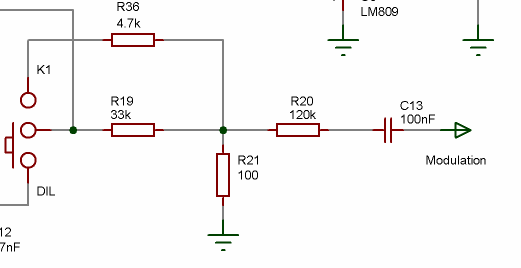 R36
4.7k
LM809
K1
R19
33k
R20
120k
C13
100nF
R21
100
Modulation
DIL
12
7nF